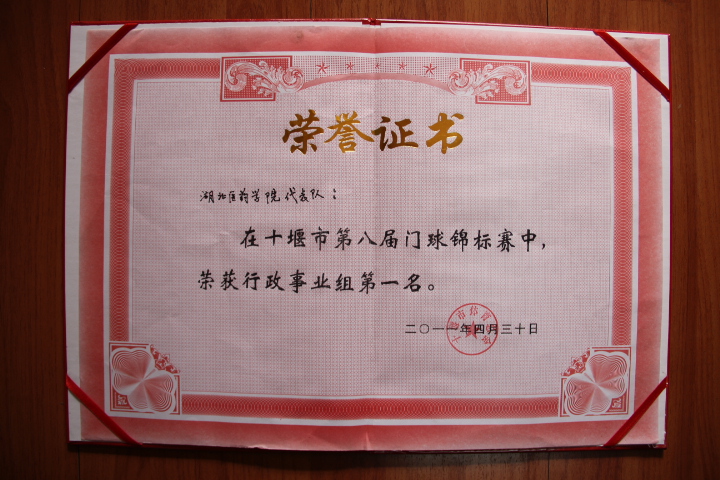 荣誉证书
湖北医药学院代表队：
在十堰市第八届门球锦标赛中，
荣获行政事业组第一名。
二〇一一年四月三十日